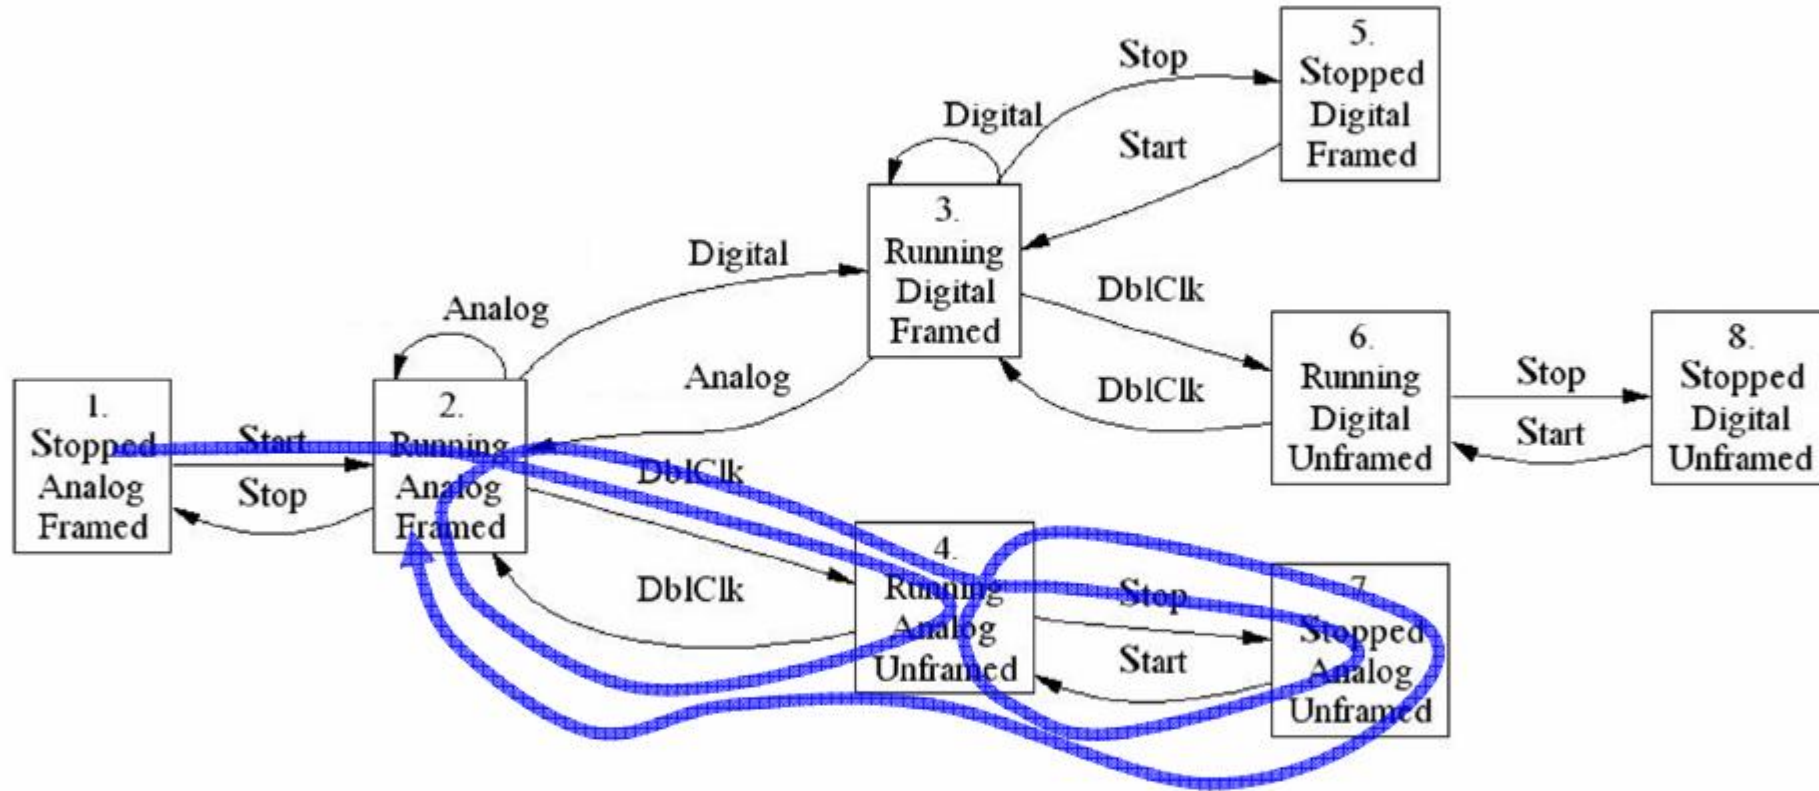 5.
Stopped
Digital
Framed
Stop
Digital
Start
3.
Running
Digital
Framed
Digital
Analog
DblClk
Analog
DblClk
6.
Running
Digital
Unframed
Stop
Start
8.
Stopped
Digital
Unframed
1.
Stopped
Analog
Framed
Start
Stop
2.
Running
Analog
Framed
DblClk
DblClk
4.
Running
Analog
Unframed
Stop
Start
7.
Stopped
Analog
Unframed